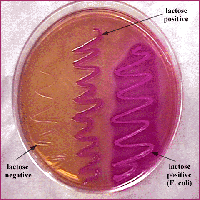 lactose
positive
lactose
negative
lactose
positive
(E. coli)